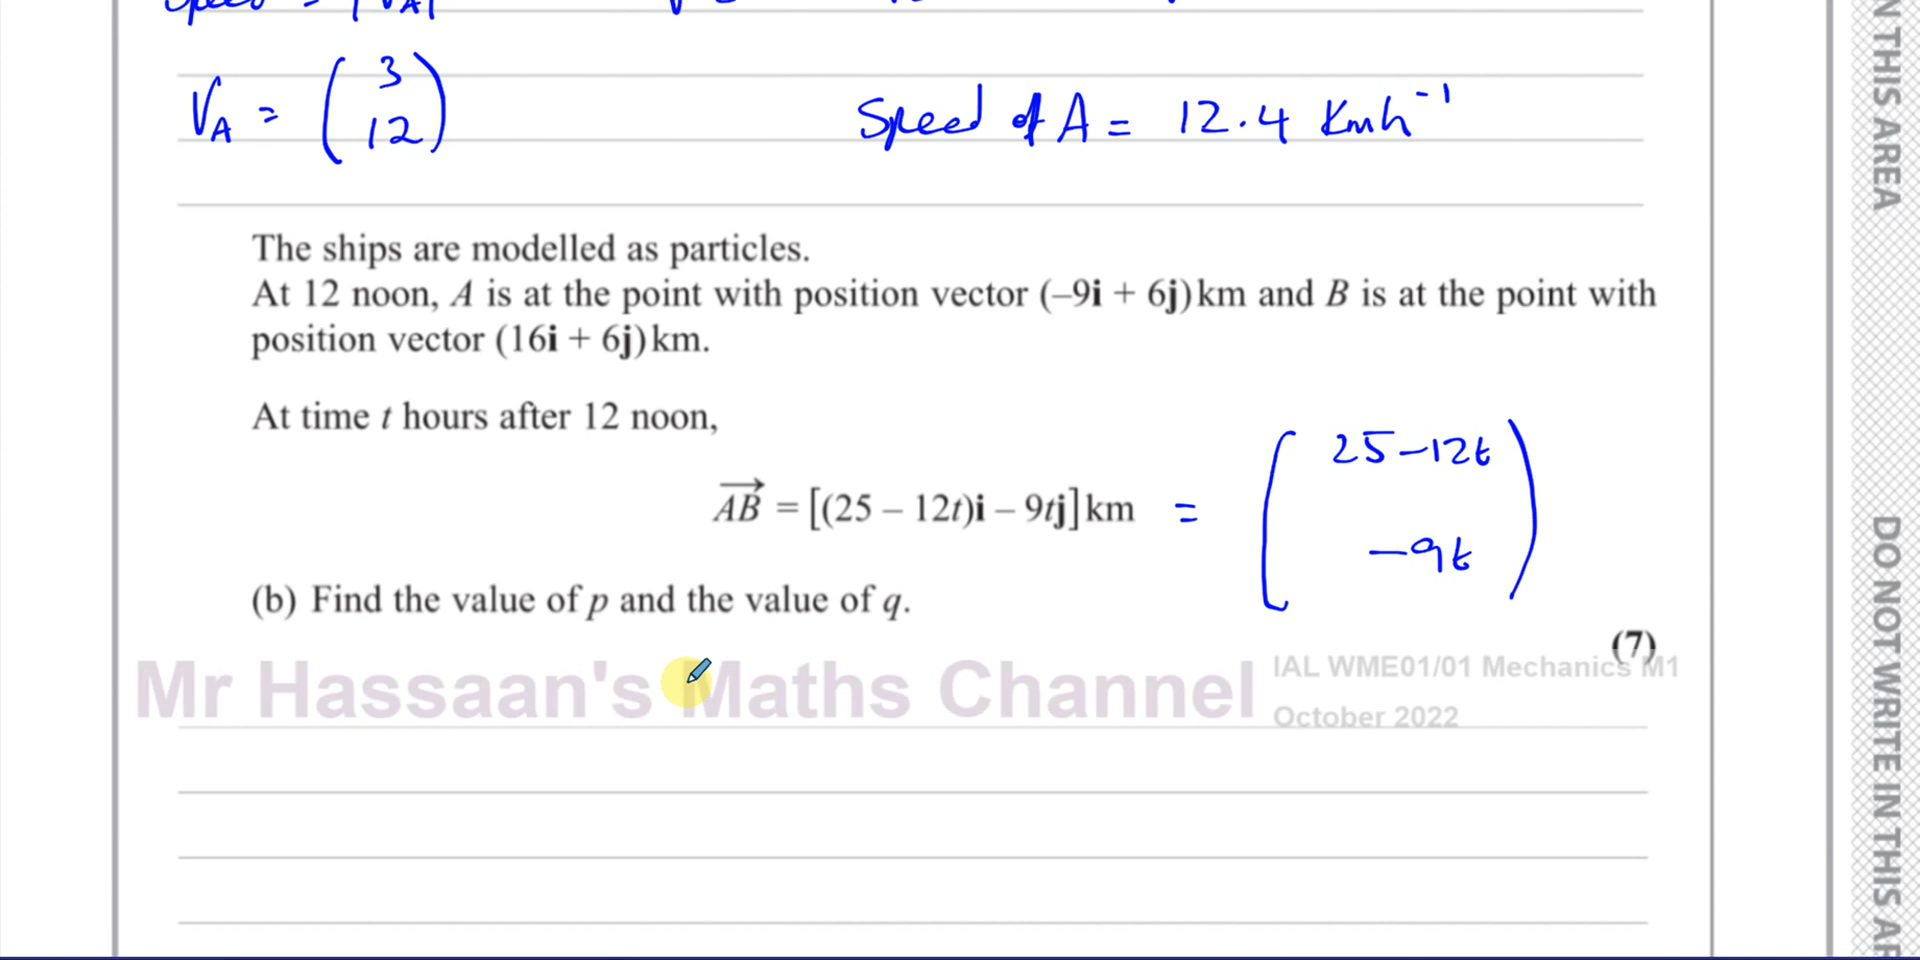 V_A = (3 12)
Speed of A = 12.4 Kmh⁻¹
The ships are modelled as particles.
At 12 noon, A is at the point with position vector (–9i + 6j) km and B is at the point with
position vector (16i + 6j) km.
At time t hours after 12 noon,
AB = [(25 – 12t)i – 9tj] km = (25–12t –9t)
(b) Find the value of p and the value of q.
(7)
Mr Hassaan's Maths Channel
IAL WME01/01 Mechanics M1
October 2022
N THIS AREA
DO NOT WRITE IN THIS AR